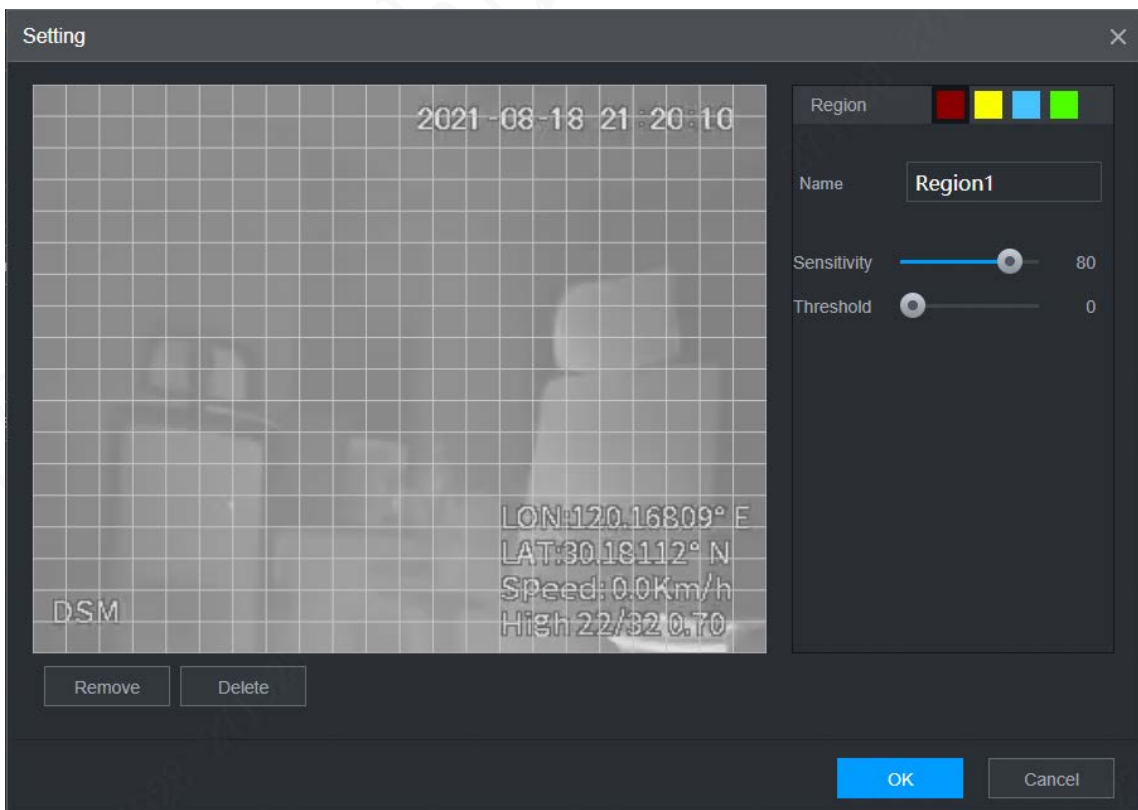 Setting
2021-08-18 21:20:10
Region
Name Region1
Sensitivity 80
Threshold 0
LON:120.16809° E
LAT:30.18112° N
Speed:0.0Km/h
DSM
High 22/32 0.70
Remove Delete
OK Cancel